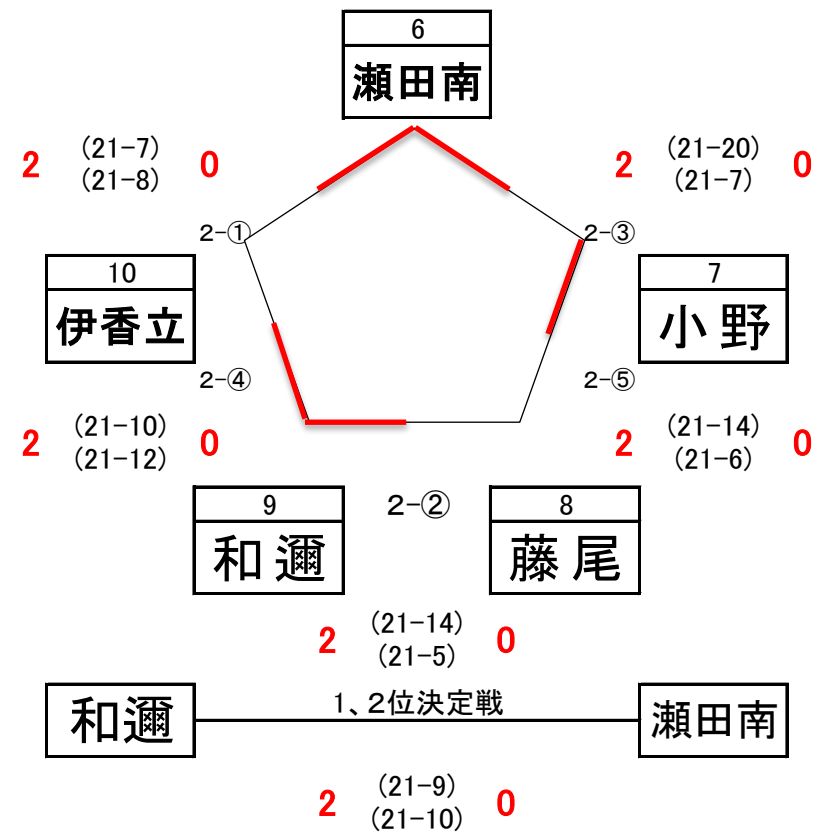 6
瀬田南
2 (21-7) 0
(21-8)
2 (21-20) 0
(21-7)
2-①
2-③
10
伊香立
7
小野
2-④
2-⑤
2 (21-10) 0
(21-12)
2 (21-14) 0
(21-6)
9
和邇
2-②
8
藤尾
2 (21-14) 0
(21-5)
和邇
1、2位決定戦
瀬田南
2 (21-9) 0
(21-10)